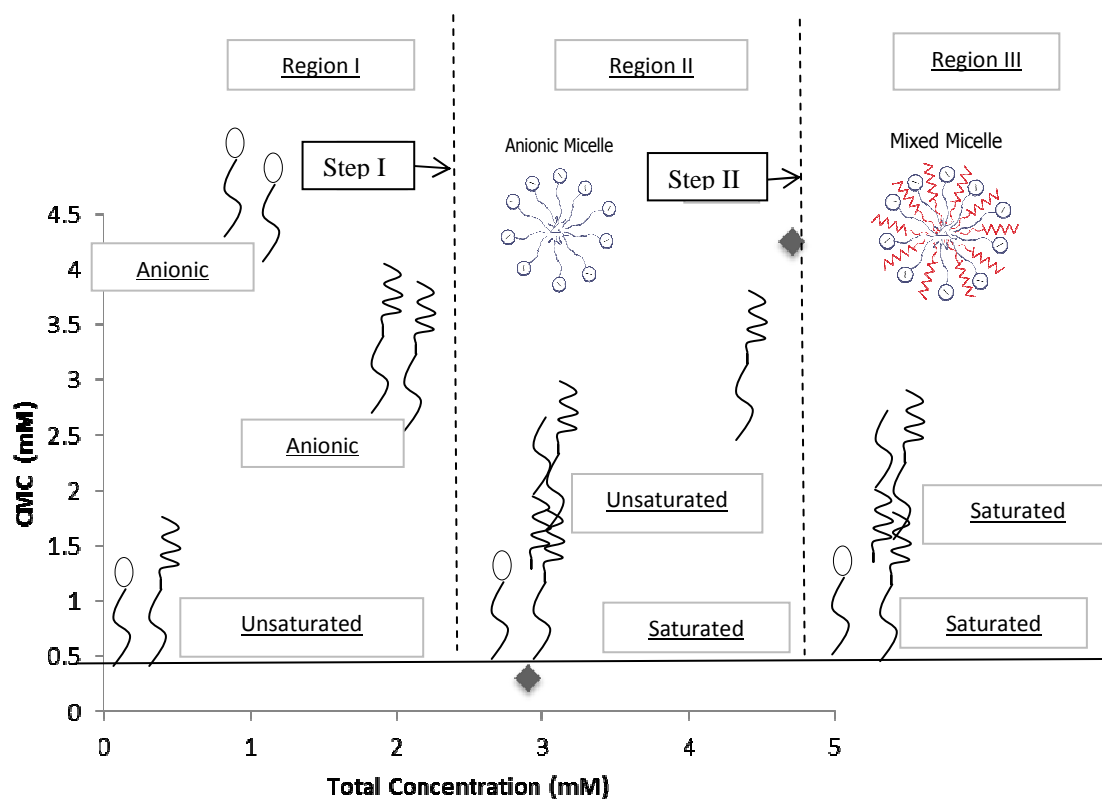 Region I
Region II
Region III
Step I
Anionic Micelle
Step II
Mixed Micelle
Anionic
Anionic
Unsaturated
Saturated
Unsaturated
Saturated
Saturated
4.5
4
3.5
3
2.5
2
1.5
1
0.5
0
CMC (mM)
0 1 2 3 4 5
Total Concentration (mM)